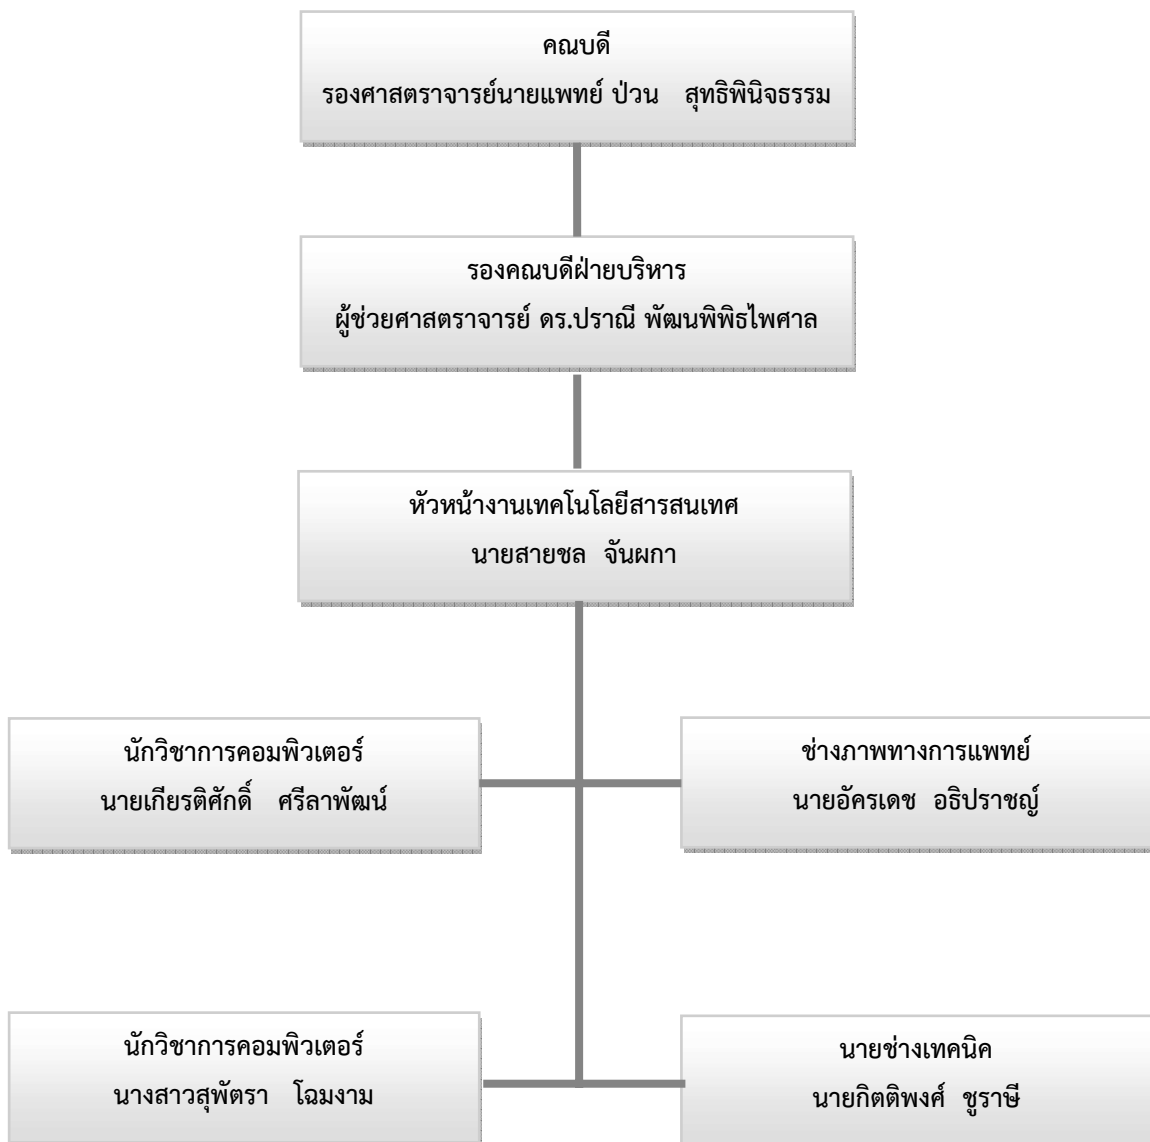 คณบดี
รองศาสตราจารย์นายแพทย์ ป่วน สุทธิพินิจธรรม
รองคณบดีฝ่ายบริหาร
ผู้ช่วยศาสตราจารย์ ดร.ปราณี พัฒนพิพิธไพศาล
หัวหน้างานเทคโนโลยีสารสนเทศ
นายสายชล จันผกา
นักวิชาการคอมพิวเตอร์
นายเกียรติศักดิ์ ศรีลาพัฒน์
ช่างภาพทางการแพทย์
นายอัครเดช อธิปราชญ์
นักวิชาการคอมพิวเตอร์
นางสาวสุพัตรา โฉมงาม
นายช่างเทคนิค
นายกิตติพงศ์ ชูราษี